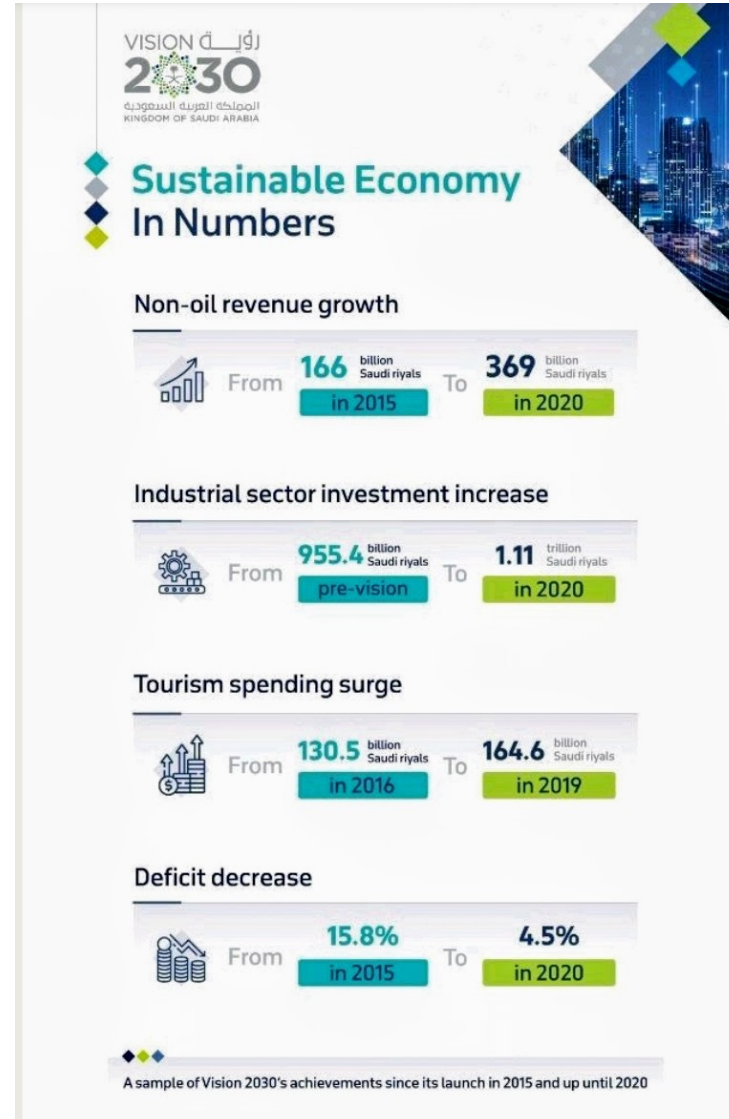 VISION رؤيــــة
2030
المملكة العربية السعودية
KINGDOM OF SAUDI ARABIA
Sustainable Economy
In Numbers
Non-oil revenue growth
From 166 billion Saudi riyals in 2015 To 369 billion Saudi riyals in 2020
Industrial sector investment increase
From 955.4 billion Saudi riyals pre-vision To 1.11 trillion Saudi riyals in 2020
Tourism spending surge
From 130.5 billion Saudi riyals in 2016 To 164.6 billion Saudi riyals in 2019
Deficit decrease
From 15.8% in 2015 To 4.5% in 2020
A sample of Vision 2030's achievements since its launch in 2015 and up until 2020